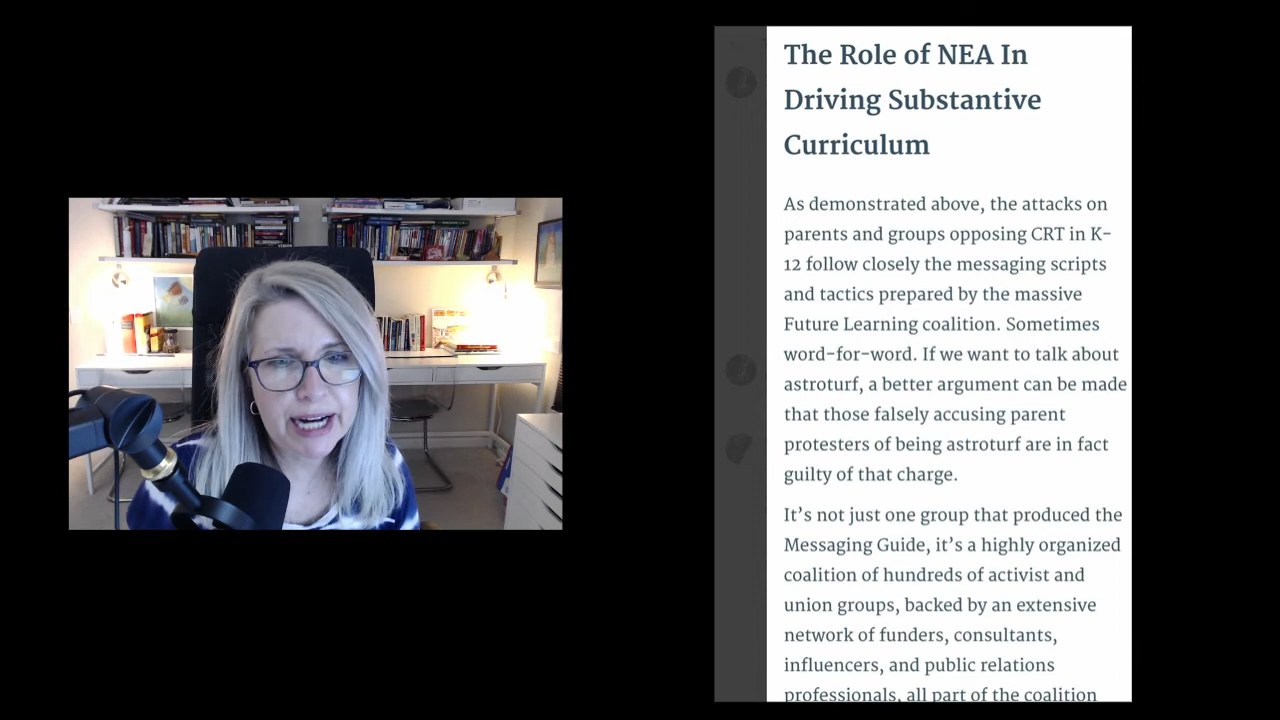 The Role of NEA In
Driving Substantive
Curriculum
As demonstrated above, the attacks on
parents and groups opposing CRT in K-
12 follow closely the messaging scripts
and tactics prepared by the massive
Future Learning coalition. Sometimes
word-for-word. If we want to talk about
astroturf, a better argument can be made
that those falsely accusing parent
protesters of being astroturf are in fact
guilty of that charge.
It’s not just one group that produced the
Messaging Guide, it’s a highly organized
coalition of hundreds of activist and
union groups, backed by an extensive
network of funders, consultants,
influencers, and public relations
professionals, all part of the coalition